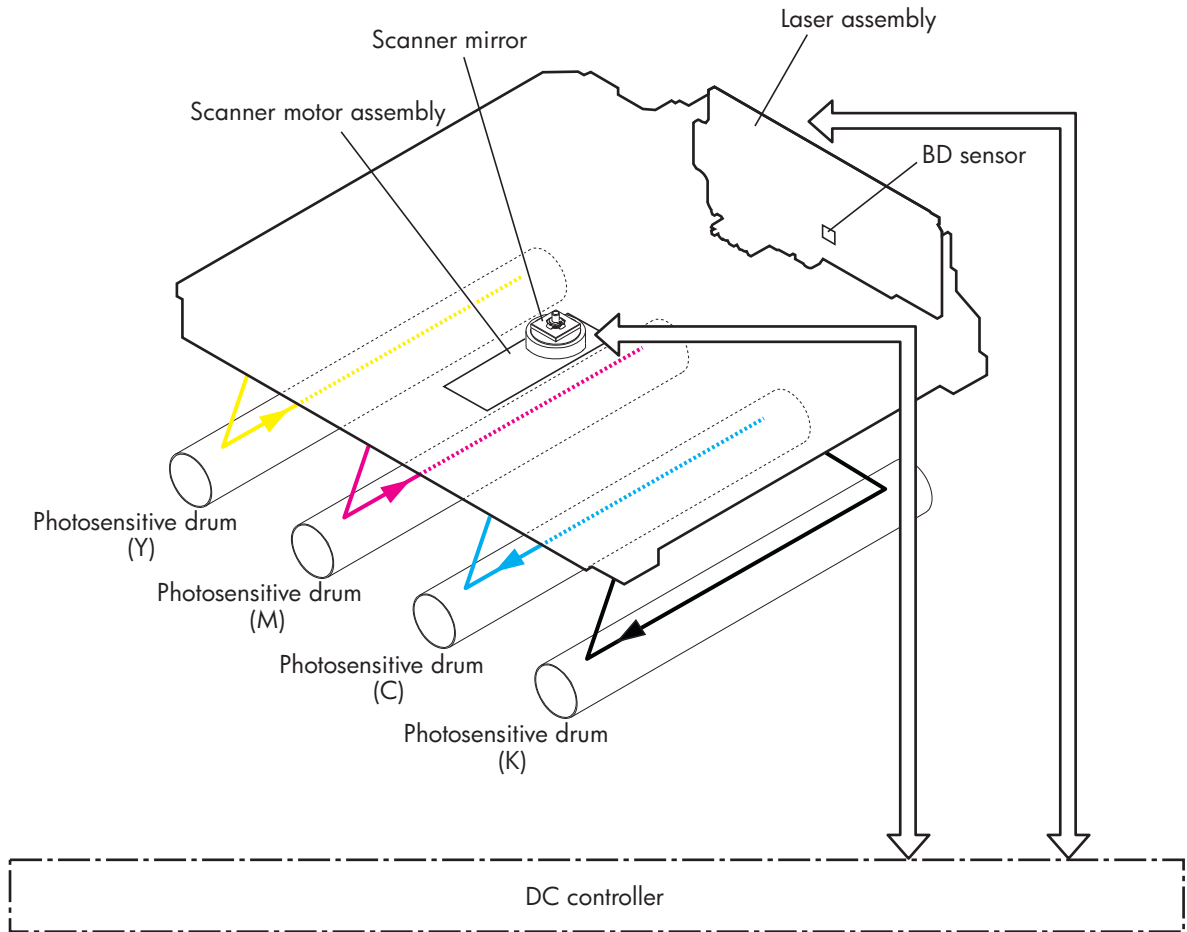 Laser assembly
Scanner mirror
Scanner motor assembly
BD sensor
Photosensitive drum
(Y)
Photosensitive drum
(M)
Photosensitive drum
(C)
Photosensitive drum
(K)
DC controller